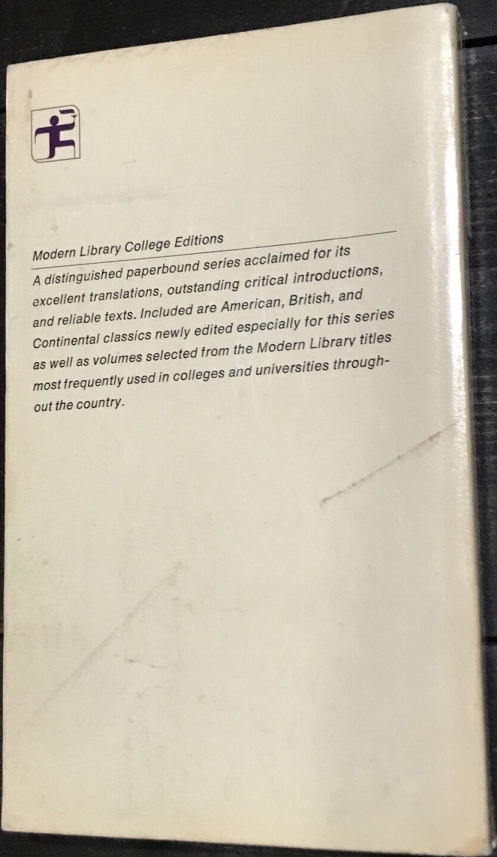 Modern Library College Editions
A distinguished paperbound series acclaimed for its
excellent translations, outstanding critical introductions,
and reliable texts. Included are American, British, and
Continental classics newly edited especially for this series
as well as volumes selected from the Modern Library titles
most frequently used in colleges and universities through-
out the country.